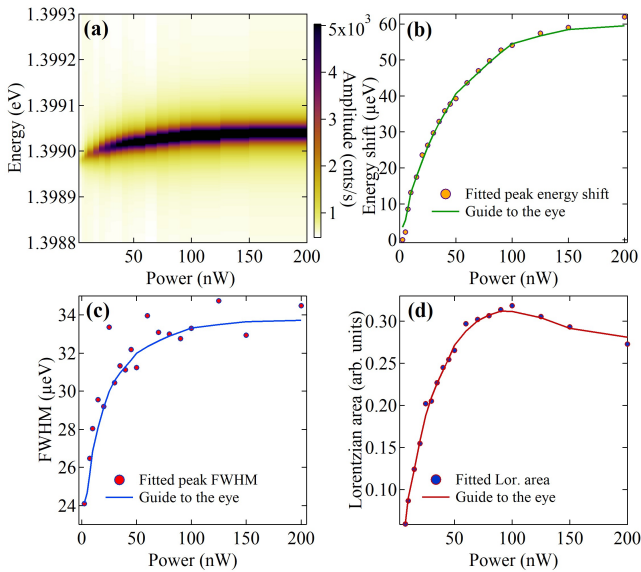 (a)
1.3993
1.3992
1.3991
1.3990
1.3989
1.3988
Energy (eV)
50
100
150
200
Power (nW)
5x10³
4
3
2
1
Amplitude (cnts/s)
(b)
60
50
40
30
20
10
0
Energy shift (µeV)
Fitted peak energy shift
Guide to the eye
0
50
100
150
200
Power (nW)
(c)
34
32
30
28
26
24
FWHM (µeV)
Fitted peak FWHM
Guide to the eye
0
50
100
150
200
Power (nW)
(d)
0.30
0.25
0.20
0.15
0.10
Lorentzian area (arb. units)
Fitted Lor. area
Guide to the eye
0
50
100
150
200
Power (nW)